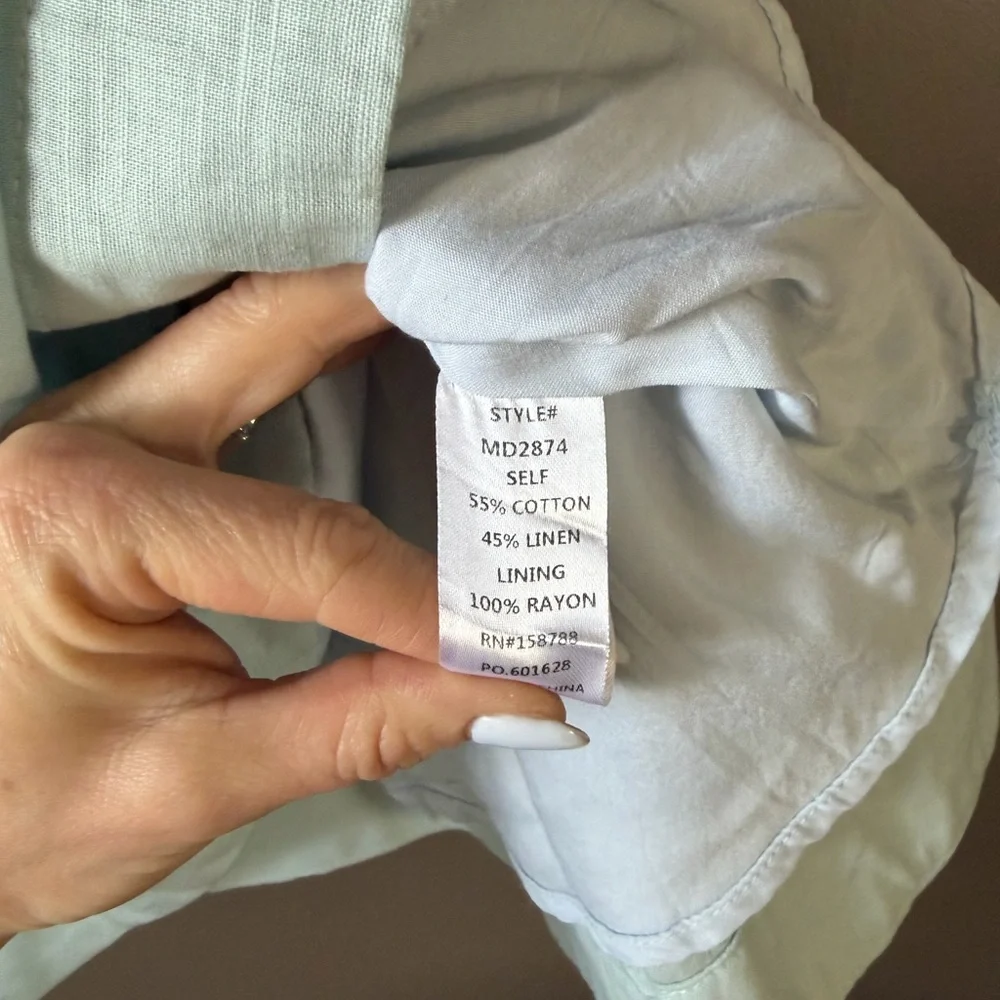 STYLE#
MD2874
SELF
55% COTTON
45% LINEN
LINING
100% RAYON
RN#158788
PO.601628